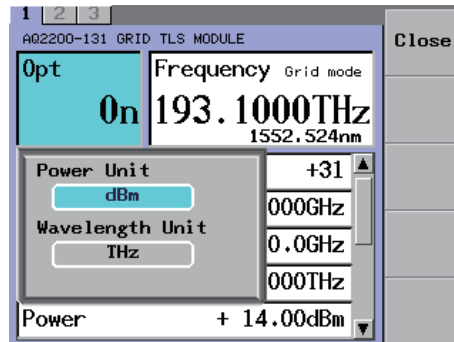 1 2 3
AQ2200-131 GRID TLS MODULE
Close
Opt
On
Frequency Grid mode
193.1000THz
1552.524nm
Power Unit
dBm
Wavelength Unit
THz
+31
000GHz
0.0GHz
000THz
Power + 14.00dBm